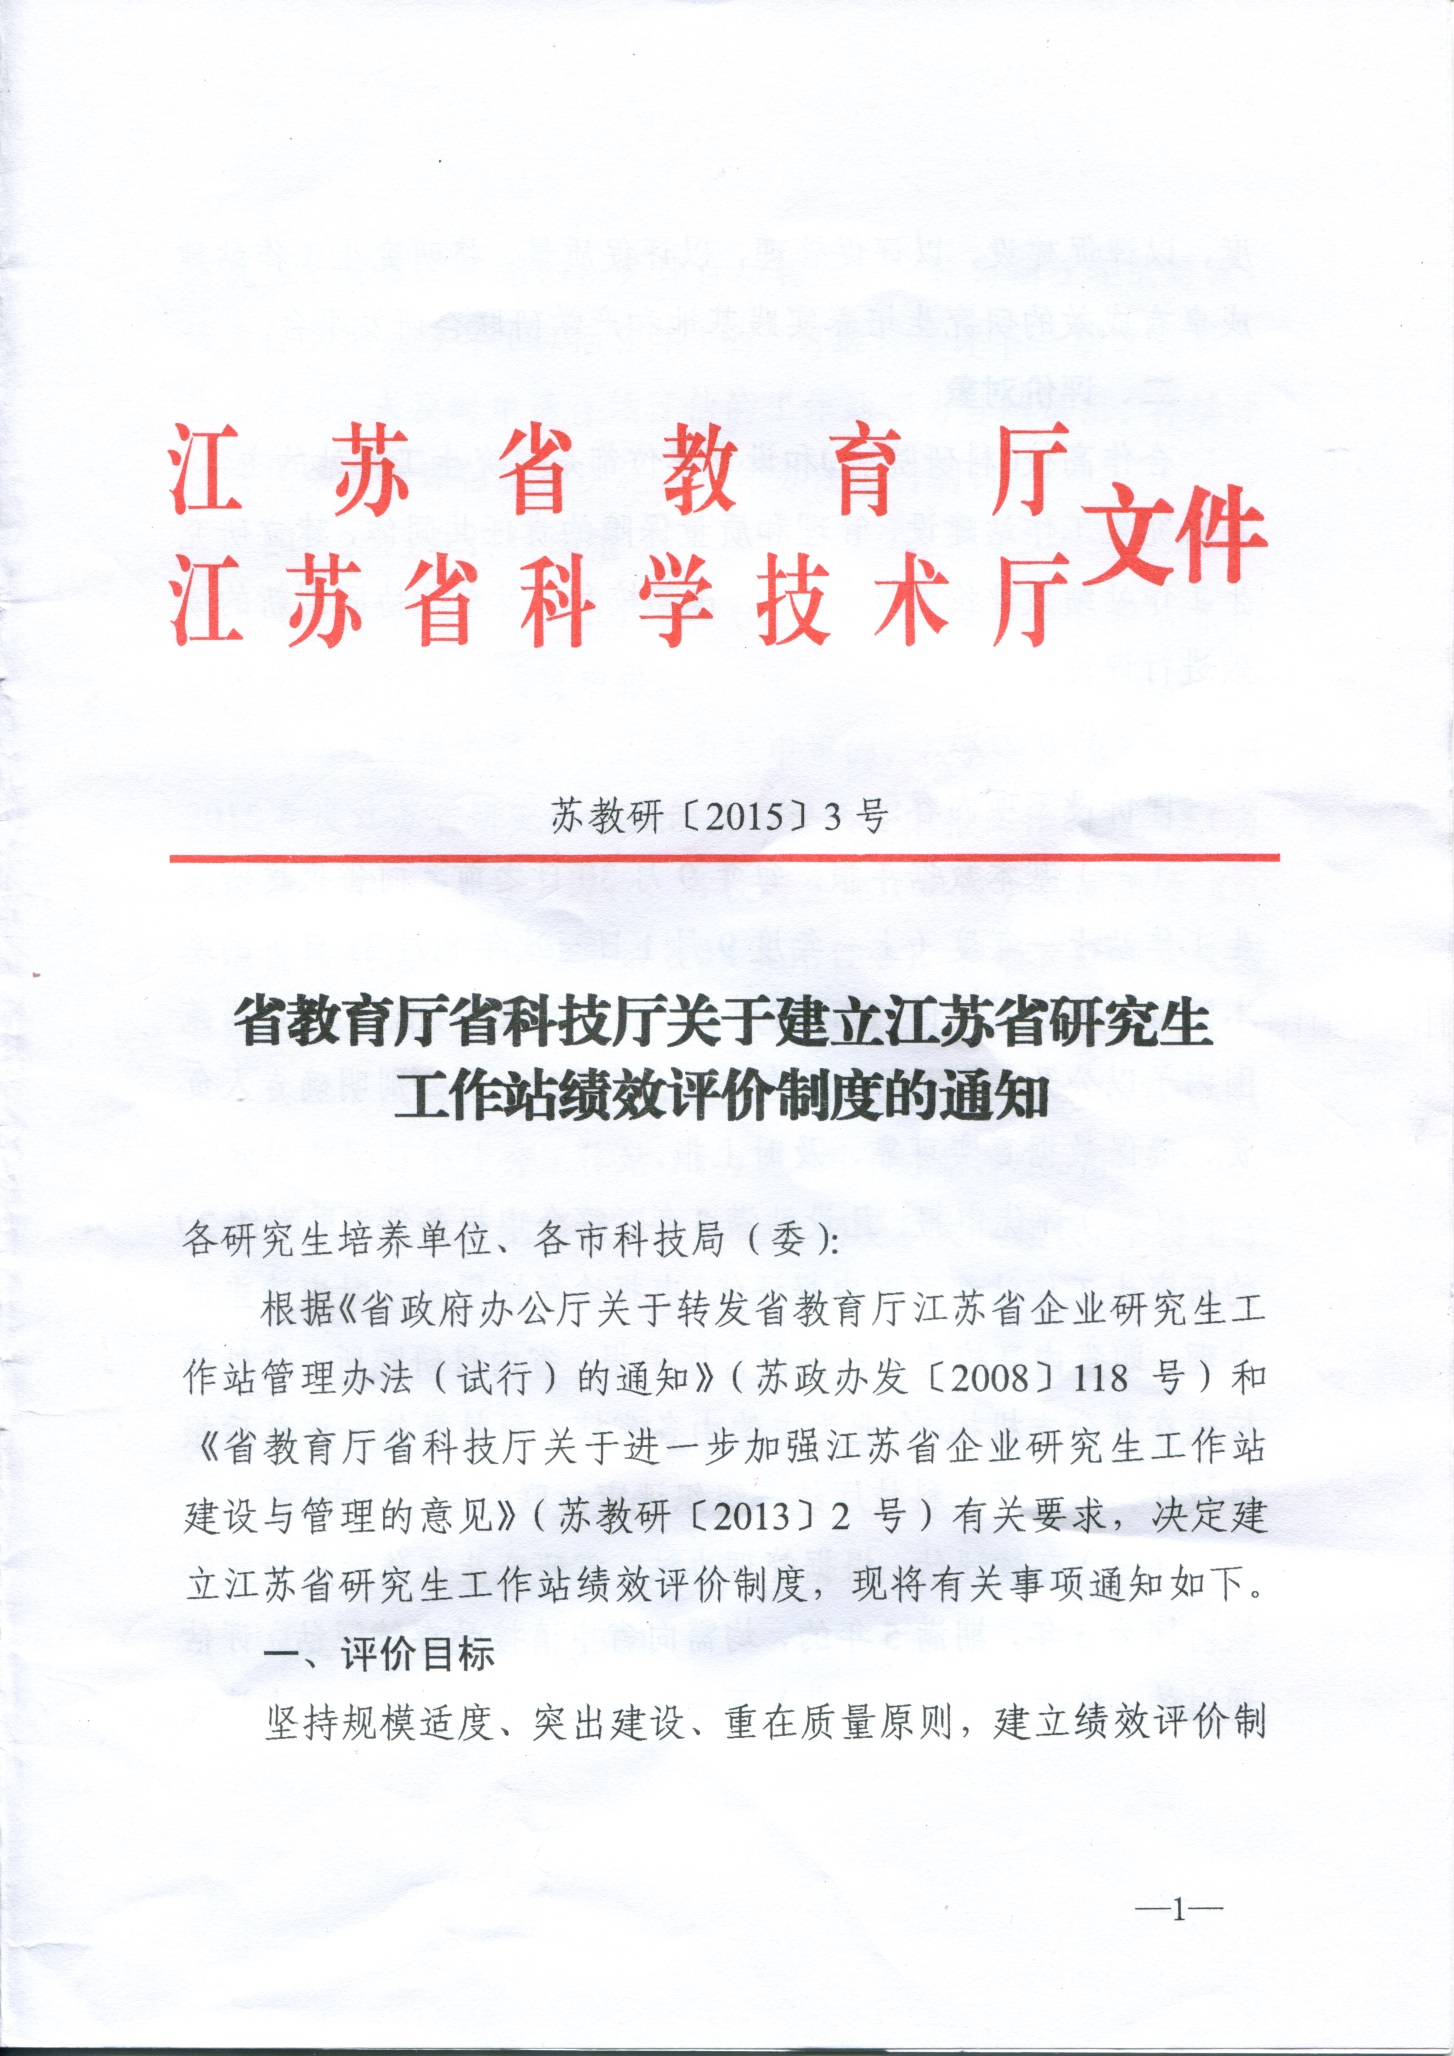 江苏省教育厅
江苏省科学技术厅
文件
苏教研〔2015〕3号
省教育厅省科技厅关于建立江苏省研究生
工作站绩效评价制度的通知
各研究生培养单位、各市科技局（委）：
根据《省政府办公厅关于转发省教育厅江苏省企业研究生工
作站管理办法（试行）的通知》（苏政办发〔2008〕118 号）和
《省教育厅省科技厅关于进一步加强江苏省企业研究生工作站
建设与管理的意见》（苏教研〔2013〕2 号）有关要求，决定建
立江苏省研究生工作站绩效评价制度，现将有关事项通知如下。
一、评价目标
坚持规模适度、突出建设、重在质量原则，建立绩效评价制
—1—